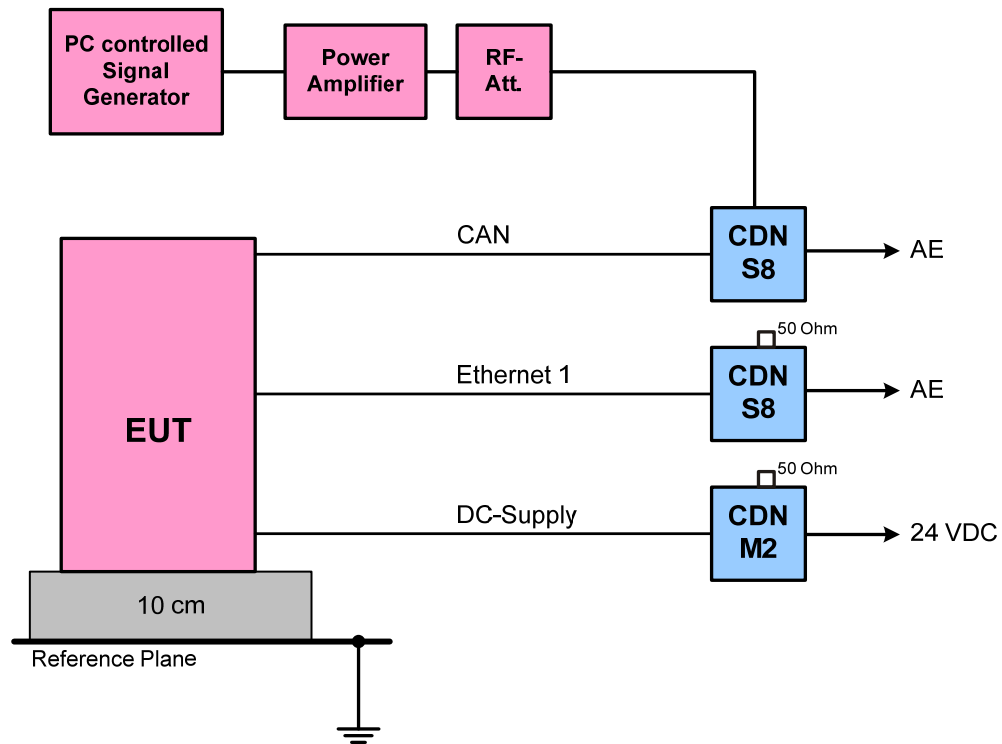 PC controlled
Signal
Generator
Power
Amplifier
RF-
Att.
CAN
CDN
S8
AE
50 Ohm
Ethernet 1
CDN
S8
AE
EUT
50 Ohm
DC-Supply
CDN
M2
24 VDC
10 cm
Reference Plane